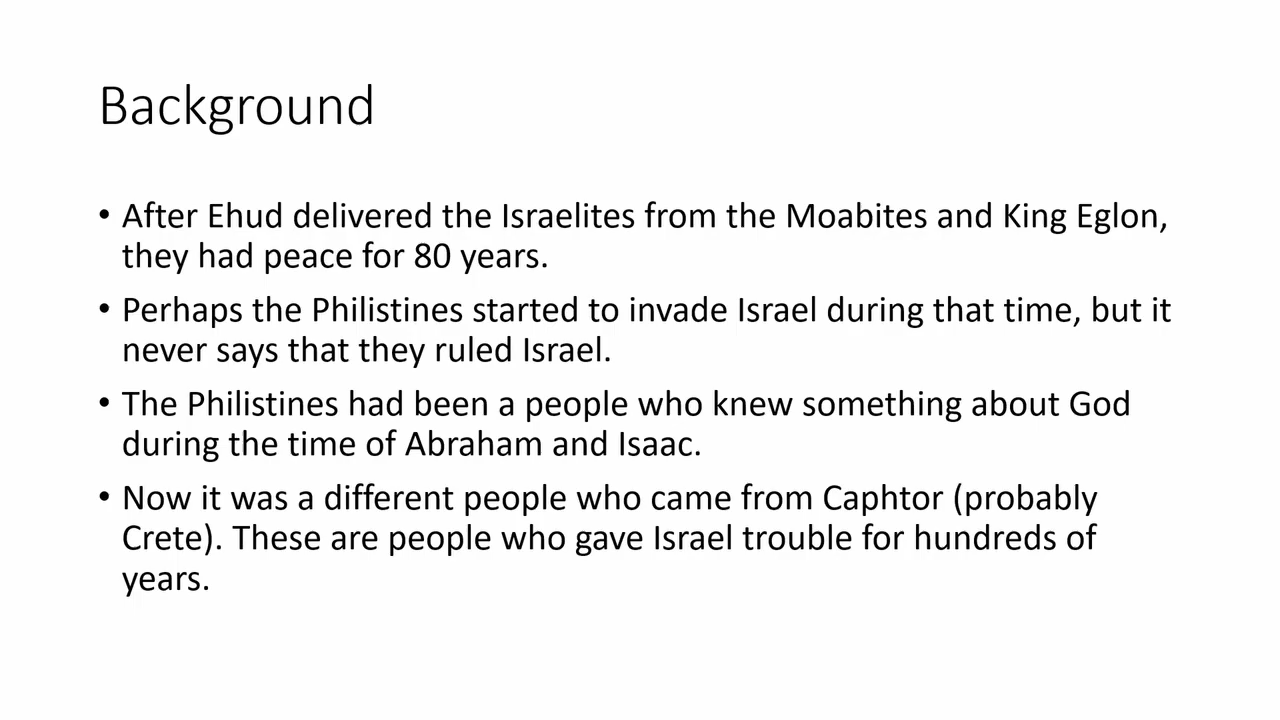 Background
• After Ehud delivered the Israelites from the Moabites and King Eglon,
they had peace for 80 years.
• Perhaps the Philistines started to invade Israel during that time, but it
never says that they ruled Israel.
• The Philistines had been a people who knew something about God
during the time of Abraham and Isaac.
• Now it was a different people who came from Caphtor (probably
Crete). These are people who gave Israel trouble for hundreds of
years.